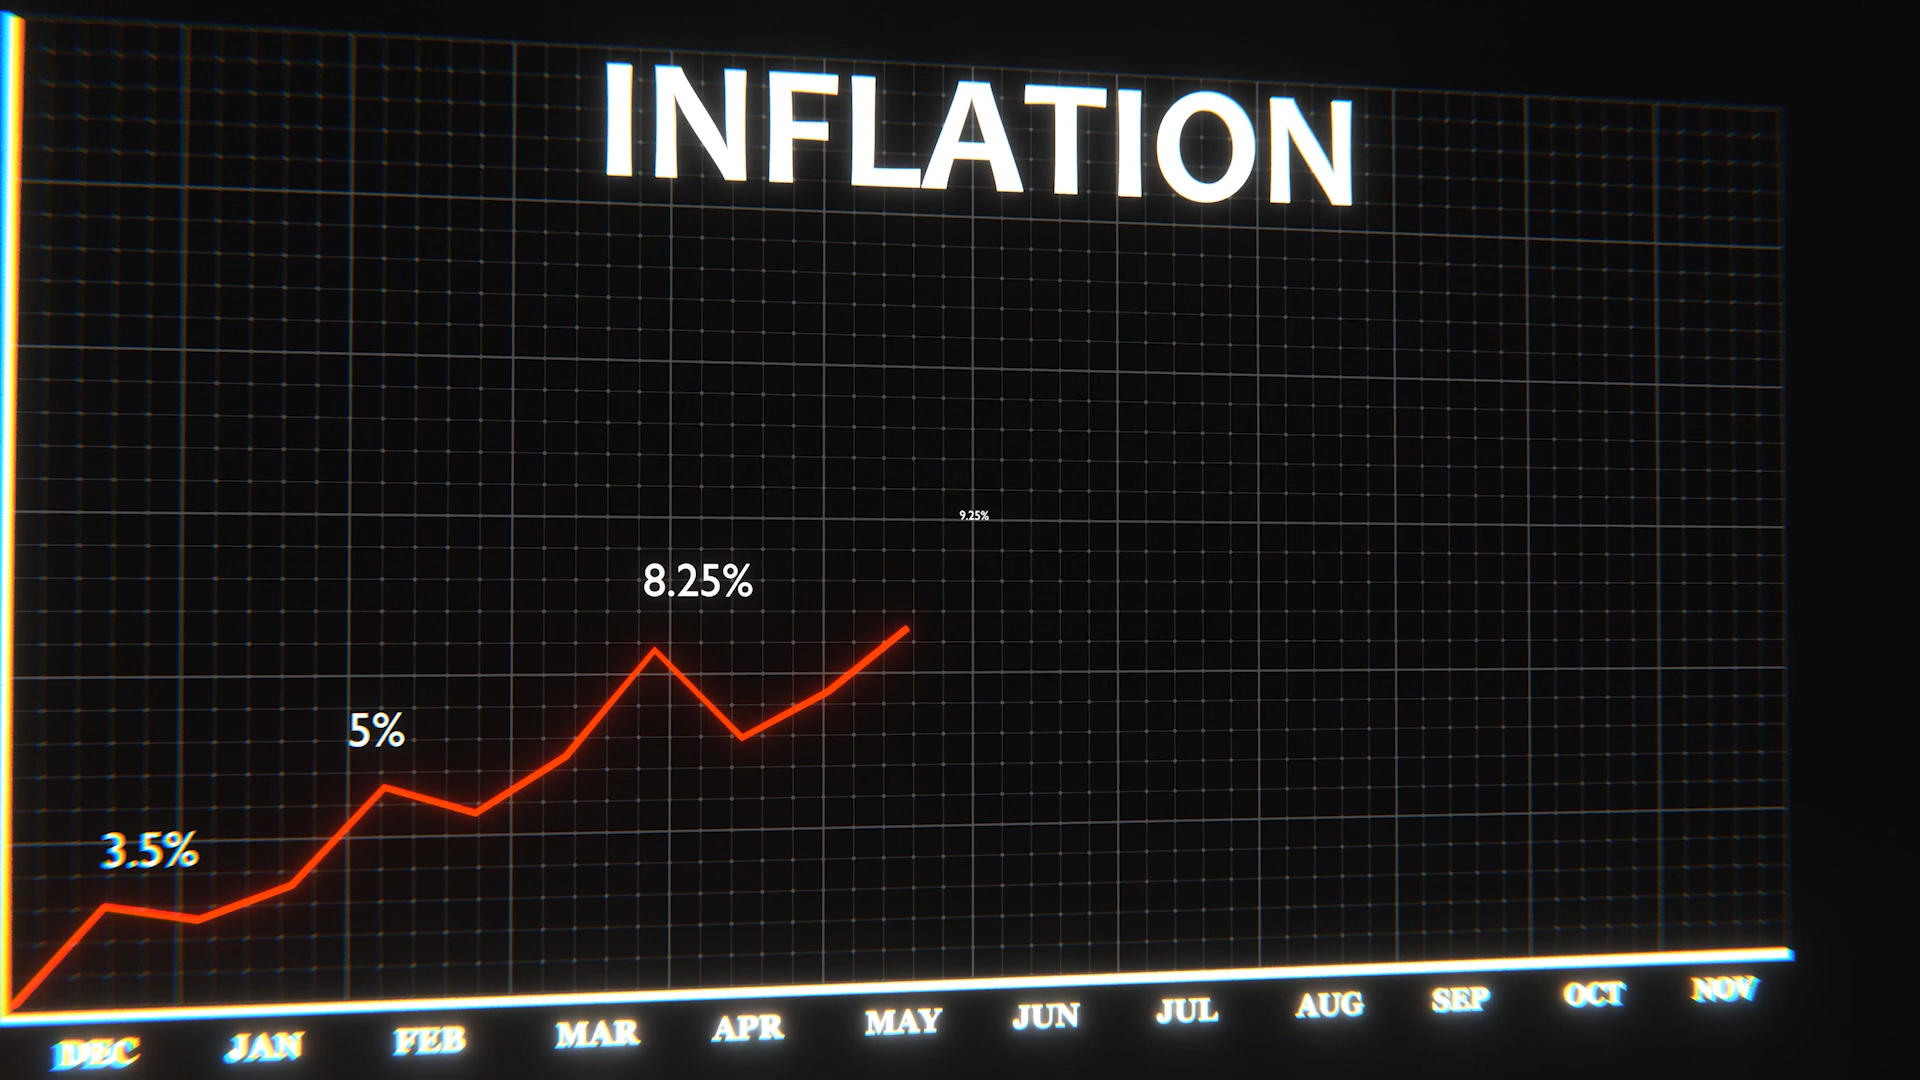 INFLATION
9.25%
8.25%
5%
3.5%
DEC JAN FEB MAR APR MAY JUN JUL AUG SEP OCT NOV